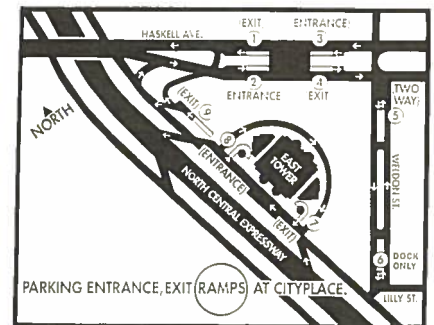 (EXIT) ENTRANCE)
HASKELL AVE. 1 3
2 4
ENTRANCE EXIT
(TWO WAY)
5
NORTH
(EXIT) 9
8
(ENTRANCE)
EAST TOWER
WELDON ST.
NORTH CENTRAL EXPRESSWAY
7
(EXIT)
6 DOCK ONLY
PARKING ENTRANCE, EXIT RAMPS AT CITYPLACE.
LILLY ST.